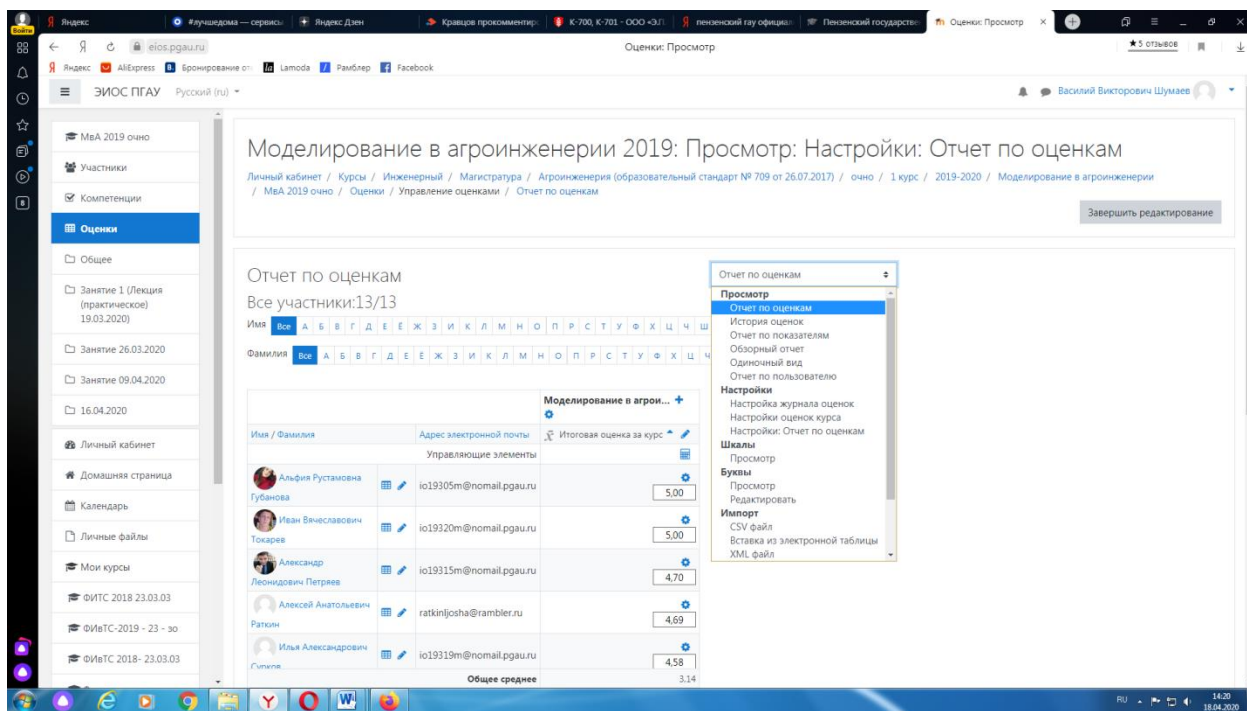 Войти
Яндекс
#лучшедома — сервисы
Яндекс Дзен
Кравцов прокомментир
К-700, К-701 - ООО «Э.Л.
пензенский гау официал
Пензенский государстве
Оценки: Просмотр
eios.pgau.ru
Оценки: Просмотр
★5 отзывов
Яндекс
AliExpress
Бронирование от
Lamoda
Рамблер
Facebook
ЭИОС ПГАУ Русский (ru)
Василий Викторович Шумаев
МвА 2019 очно
Участники
Компетенции
Оценки
Общее
Занятие 1 (Лекция
(практическое)
19.03.2020)
Занятие 26.03.2020
Занятие 09.04.2020
16.04.2020
Личный кабинет
Домашняя страница
Календарь
Личные файлы
Мои курсы
ФИТС 2018 23.03.03
ФИвТС-2019 - 23 - зо
ФИвТС 2018- 23.03.03
Моделирование в агроинженерии 2019: Просмотр: Настройки: Отчет по оценкам
Личный кабинет / Курсы / Инженерный / Магистратура / Агроинженерия (образовательный стандарт № 709 от 26.07.2017) / очно / 1 курс / 2019-2020 / Моделирование в агроинженерии
/ МвА 2019 очно / Оценки / Управление оценками / Отчет по оценкам
Завершить редактирование
Отчет по оценкам
Все участники:13/13
Имя Все А Б В Г Д Е Ё Ж З И К Л М Н О П Р С Т У Ф Х Ц Ч Ш
Фамилия Все А Б В Г Д Е Ё Ж З И К Л М Н О П Р С Т У Ф Х Ц Ч
Отчет по оценкам
Просмотр
Отчет по оценкам
История оценок
Отчет по показателям
Обзорный отчет
Одиночный вид
Отчет по пользователю
Настройки
Настройка журнала оценок
Настройки оценок курса
Настройки: Отчет по оценкам
Шкалы
Просмотр
Буквы
Просмотр
Редактировать
Импорт
CSV файл
Вставка из электронной таблицы
XML файл
Моделирование в агрои...
Имя / Фамилия Адрес электронной почты Итоговая оценка за курс
Управляющие элементы
Альфия Рустамовна
Губанова
io19305m@nomail.pgau.ru
5,00
Иван Вячеславович
Токарев
io19320m@nomail.pgau.ru
5,00
Александр
Леонидович Петряев
io19315m@nomail.pgau.ru
4,70
Алексей Анатольевич
Раткин
ratkinljosha@rambler.ru
4,69
Илья Александрович
Сурков
io19319m@nomail.pgau.ru
4,58
Общее среднее 3,14
RU
14:20
18.04.2020